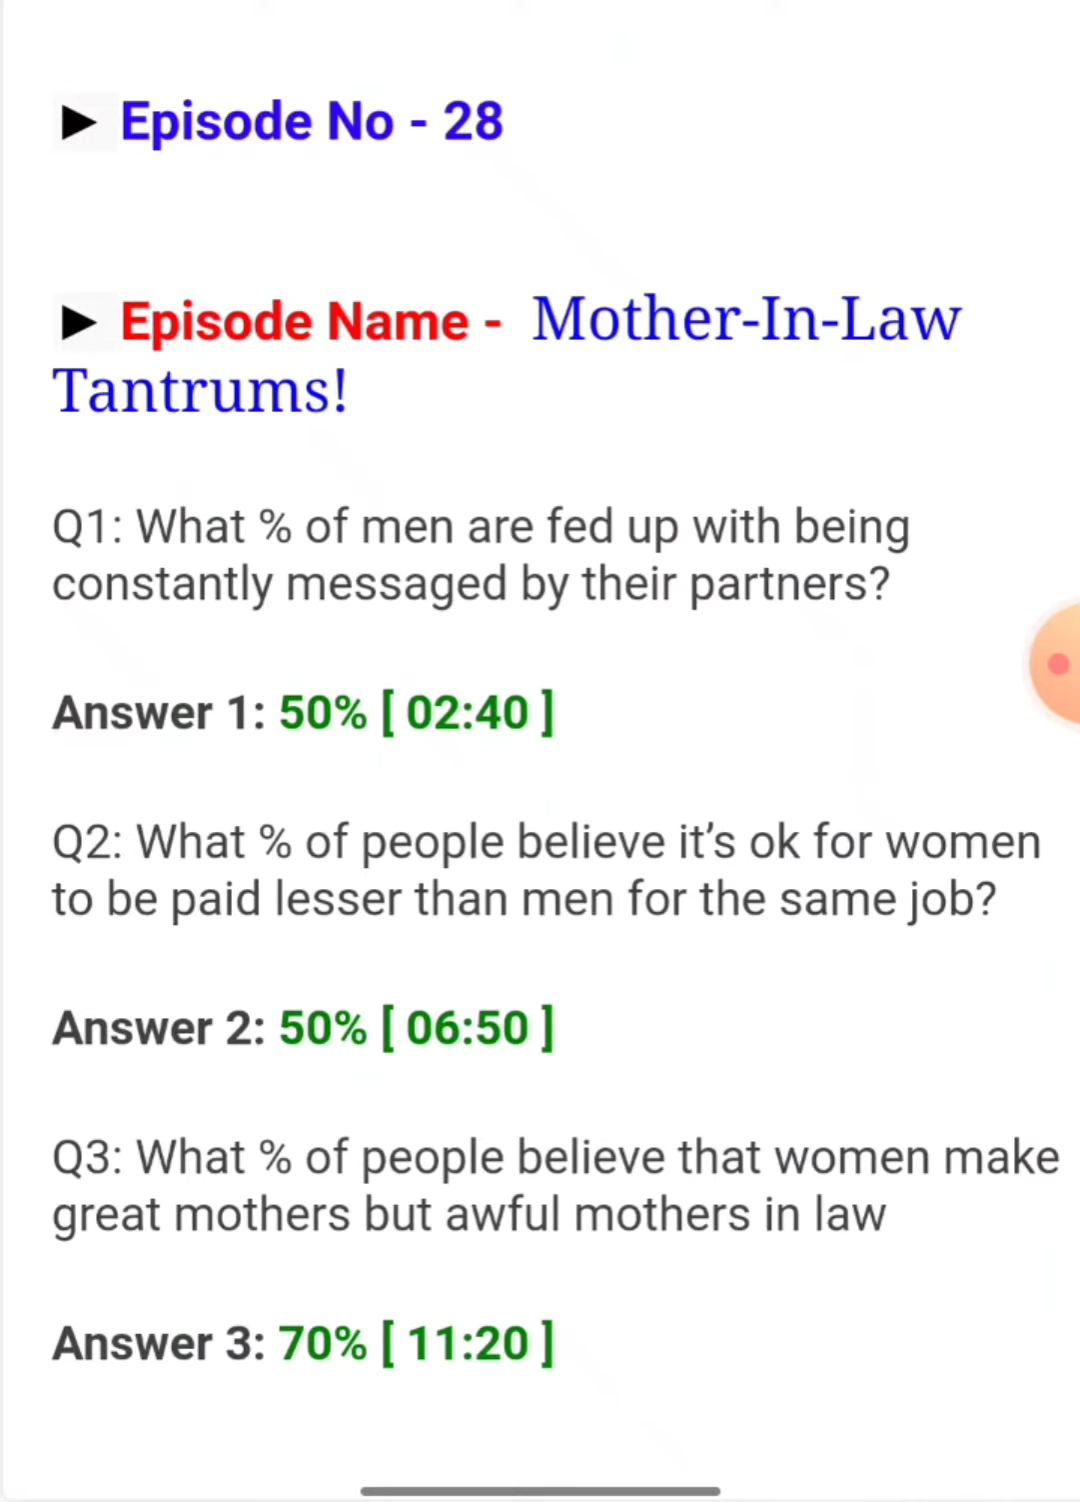 ► Episode No - 28
► Episode Name - Mother-In-Law
Tantrums!
Q1: What % of men are fed up with being
constantly messaged by their partners?
Answer 1: 50% [ 02:40 ]
Q2: What % of people believe it’s ok for women
to be paid lesser than men for the same job?
Answer 2: 50% [ 06:50 ]
Q3: What % of people believe that women make
great mothers but awful mothers in law
Answer 3: 70% [ 11:20 ]